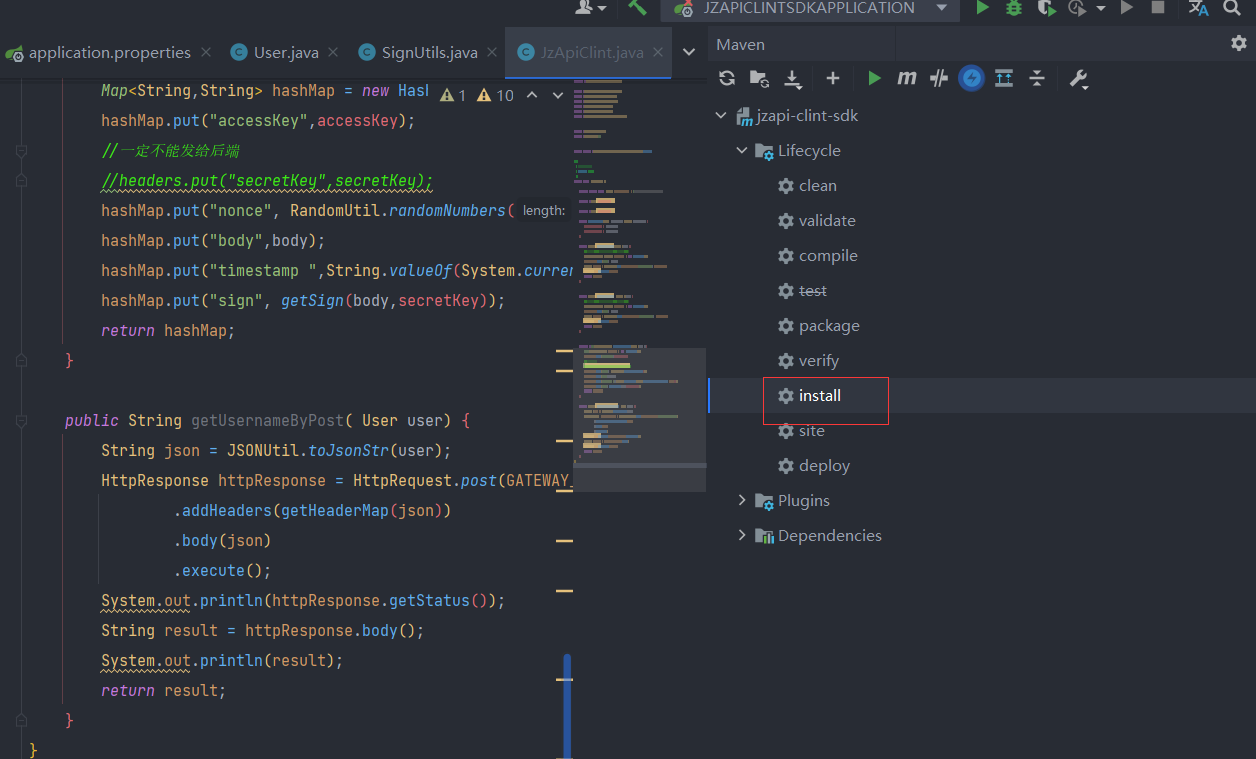 JZAPICLINTSDKAPPLICATION
application.properties
User.java
SignUtils.java
JzApiClint.java
Maven
Map<String,String> hashMap = new Hasl
1
10
hashMap.put("accessKey",accessKey);
//一定不能发给后端
//headers.put("secretKey",secretKey);
hashMap.put("nonce", RandomUtil.randomNumbers( length:
hashMap.put("body",body);
hashMap.put("timestamp ",String.valueOf(System.curren
hashMap.put("sign", getSign(body,secretKey));
return hashMap;
}
public String getUsernameByPost( User user) {
String json = JSONUtil.toJsonStr(user);
HttpResponse httpResponse = HttpRequest.post(GATEWAY_
.addHeaders(getHeaderMap(json))
.body(json)
.execute();
System.out.println(httpResponse.getStatus());
String result = httpResponse.body();
System.out.println(result);
return result;
}
}
jzapi-clint-sdk
Lifecycle
clean
validate
compile
test
package
verify
install
site
deploy
Plugins
Dependencies